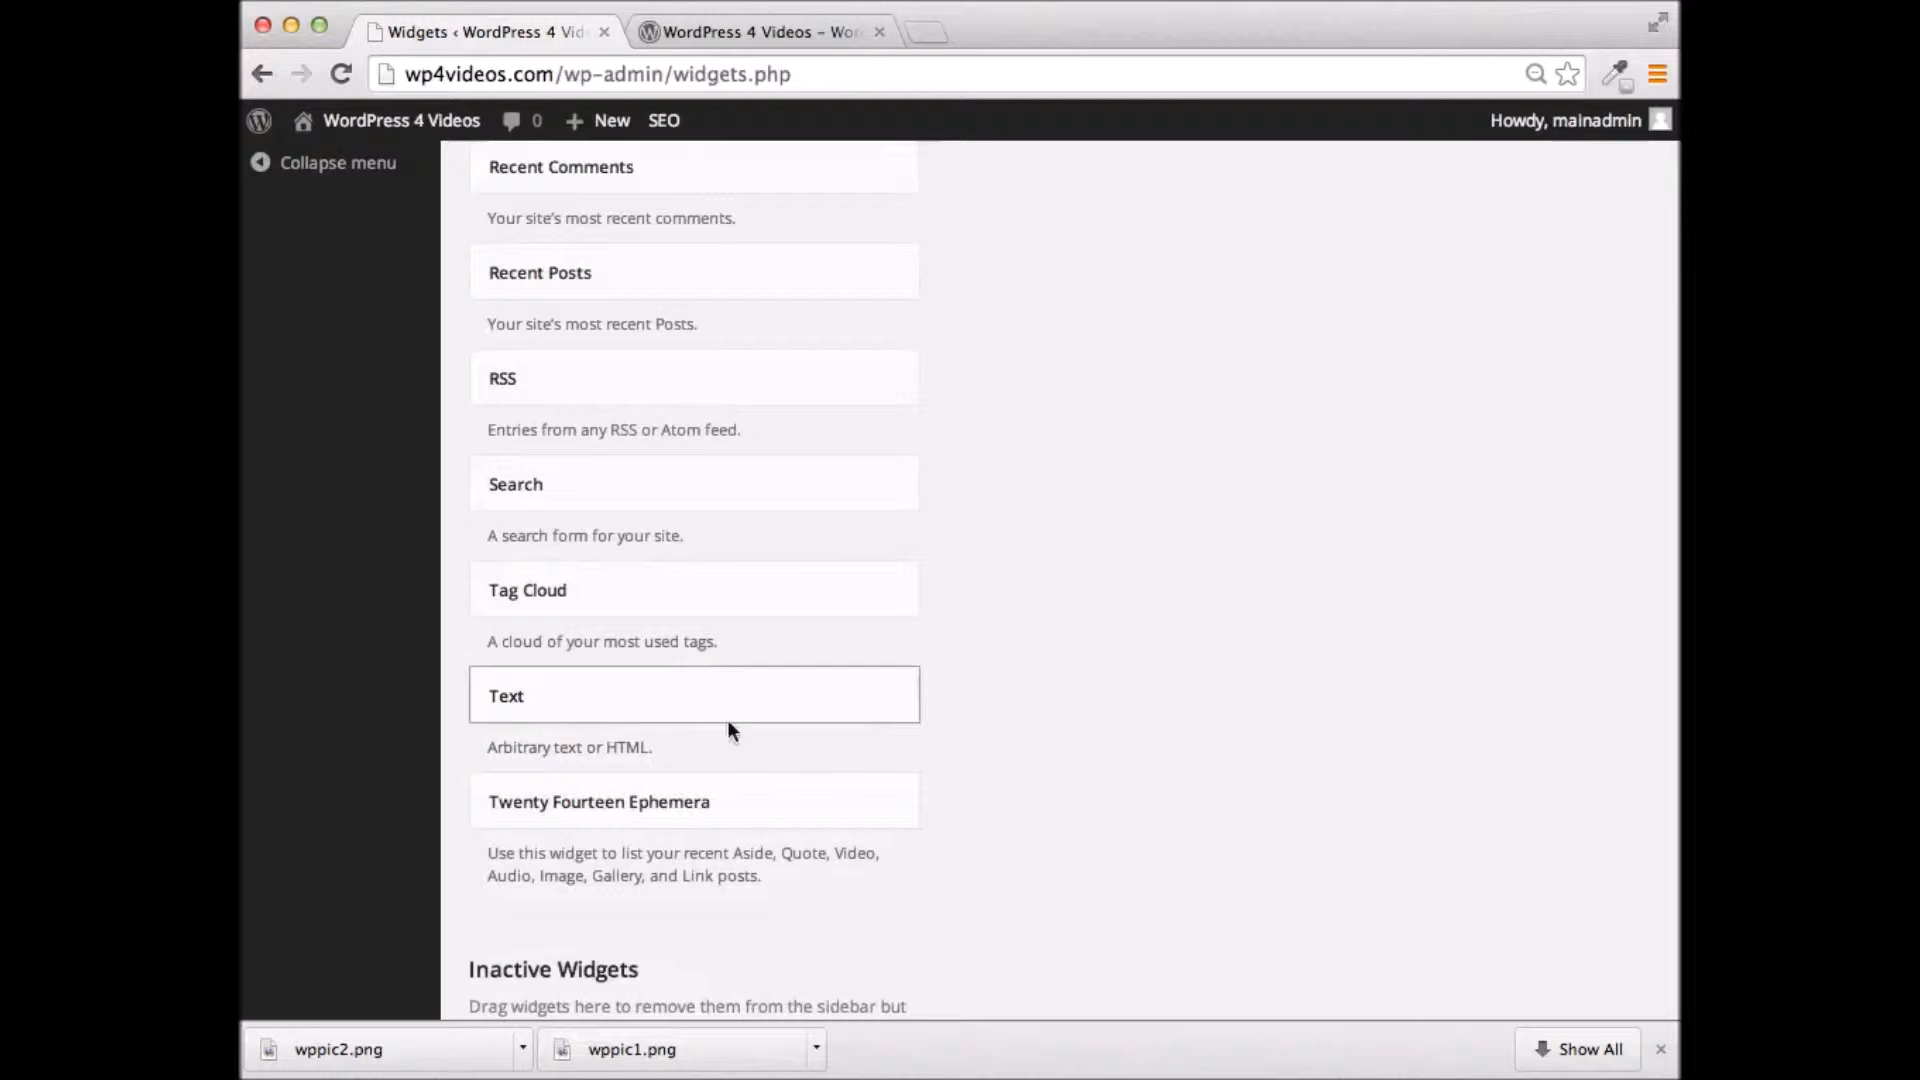 Widgets ‹ WordPress 4 Vid
WordPress 4 Videos – Wor
wp4videos.com/wp-admin/widgets.php
WordPress 4 Videos 0 New SEO Howdy, mainadmin
Collapse menu
Recent Comments
Your site's most recent comments.
Recent Posts
Your site's most recent Posts.
RSS
Entries from any RSS or Atom feed.
Search
A search form for your site.
Tag Cloud
A cloud of your most used tags.
Text
Arbitrary text or HTML.
Twenty Fourteen Ephemera
Use this widget to list your recent Aside, Quote, Video,
Audio, Image, Gallery, and Link posts.
Inactive Widgets
Drag widgets here to remove them from the sidebar but
wppic2.png
wppic1.png
Show All